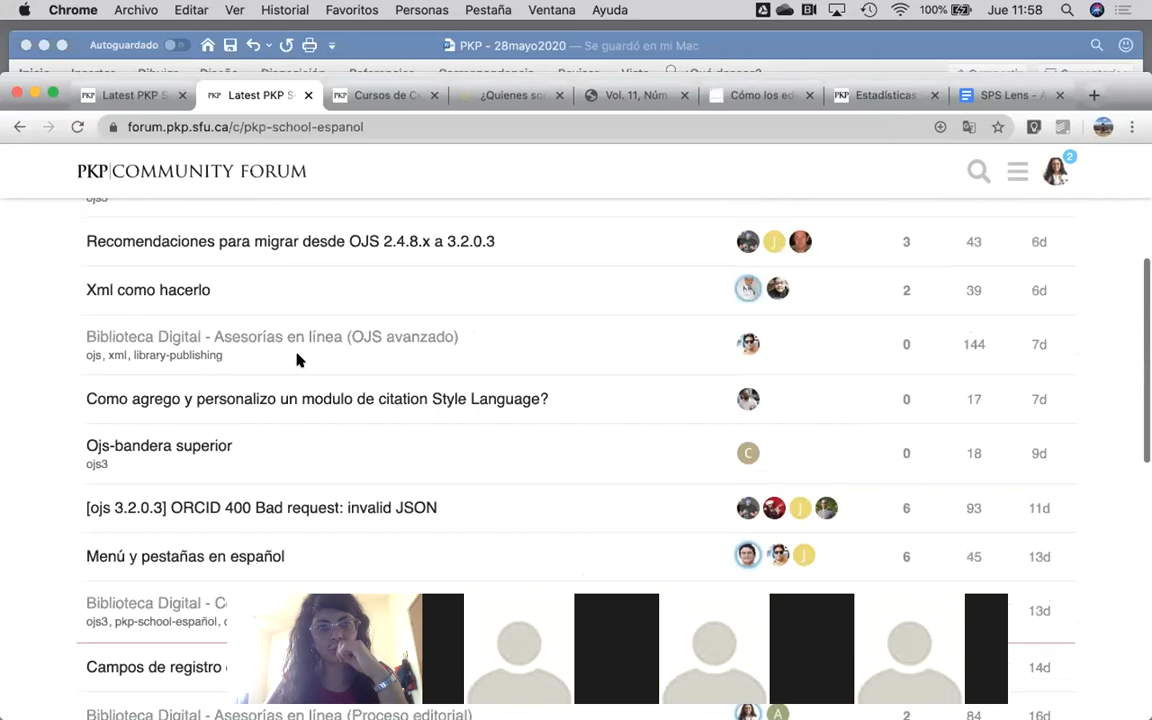 Chrome Archivo Editar Ver Historial Favoritos Personas Pestaña Ventana Ayuda 100% Jue 11:58
Autoguardado PKP - 28mayo2020 — Se guardó en mi Mac
PKP Latest PKP S PKP Latest PKP S PKP Cursos de C ¿Quienes so Vol. 11, Núm Cómo los ed PKP Estadísticas SPS Lens - A
forum.pkp.sfu.ca/c/pkp-school-espanol
PKP|COMMUNITY FORUM 2
ojs3
Recomendaciones para migrar desde OJS 2.4.8.x a 3.2.0.3 J 3 43 6d
Xml como hacerlo 2 39 6d
Biblioteca Digital - Asesorías en línea (OJS avanzado) 0 144 7d
ojs, xml, library-publishing
Como agrego y personalizo un modulo de citation Style Language? 0 17 7d
Ojs-bandera superior C 0 18 9d
ojs3
[ojs 3.2.0.3] ORCID 400 Bad request: invalid JSON J 6 93 11d
Menú y pestañas en español J 6 45 13d
Biblioteca Digital - C 13d
ojs3, pkp-school-español,
Campos de registro 14d
Biblioteca Digital - Asesorías en línea (Proceso editorial) A 2 84 16d